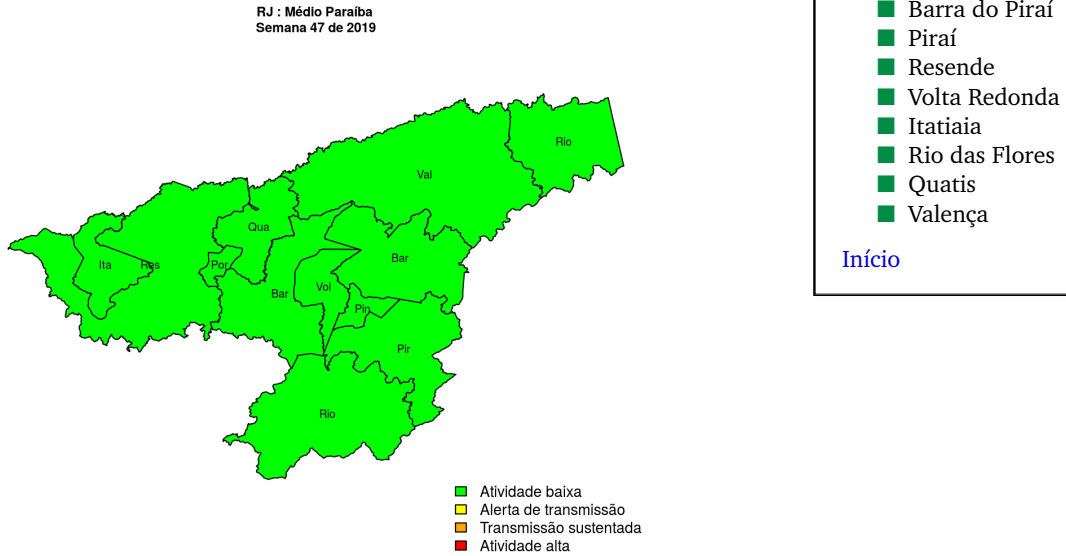 RJ : Médio Paraíba
Semana 47 de 2019
Rio
Val
Qua
Ita
Res
Por
Bar
Bar
Vol
Pin
Pir
Rio
Atividade baixa
Alerta de transmissão
Transmissão sustentada
Atividade alta
Barra do Piraí
Piraí
Resende
Volta Redonda
Itatiaia
Rio das Flores
Quatis
Valença
Início